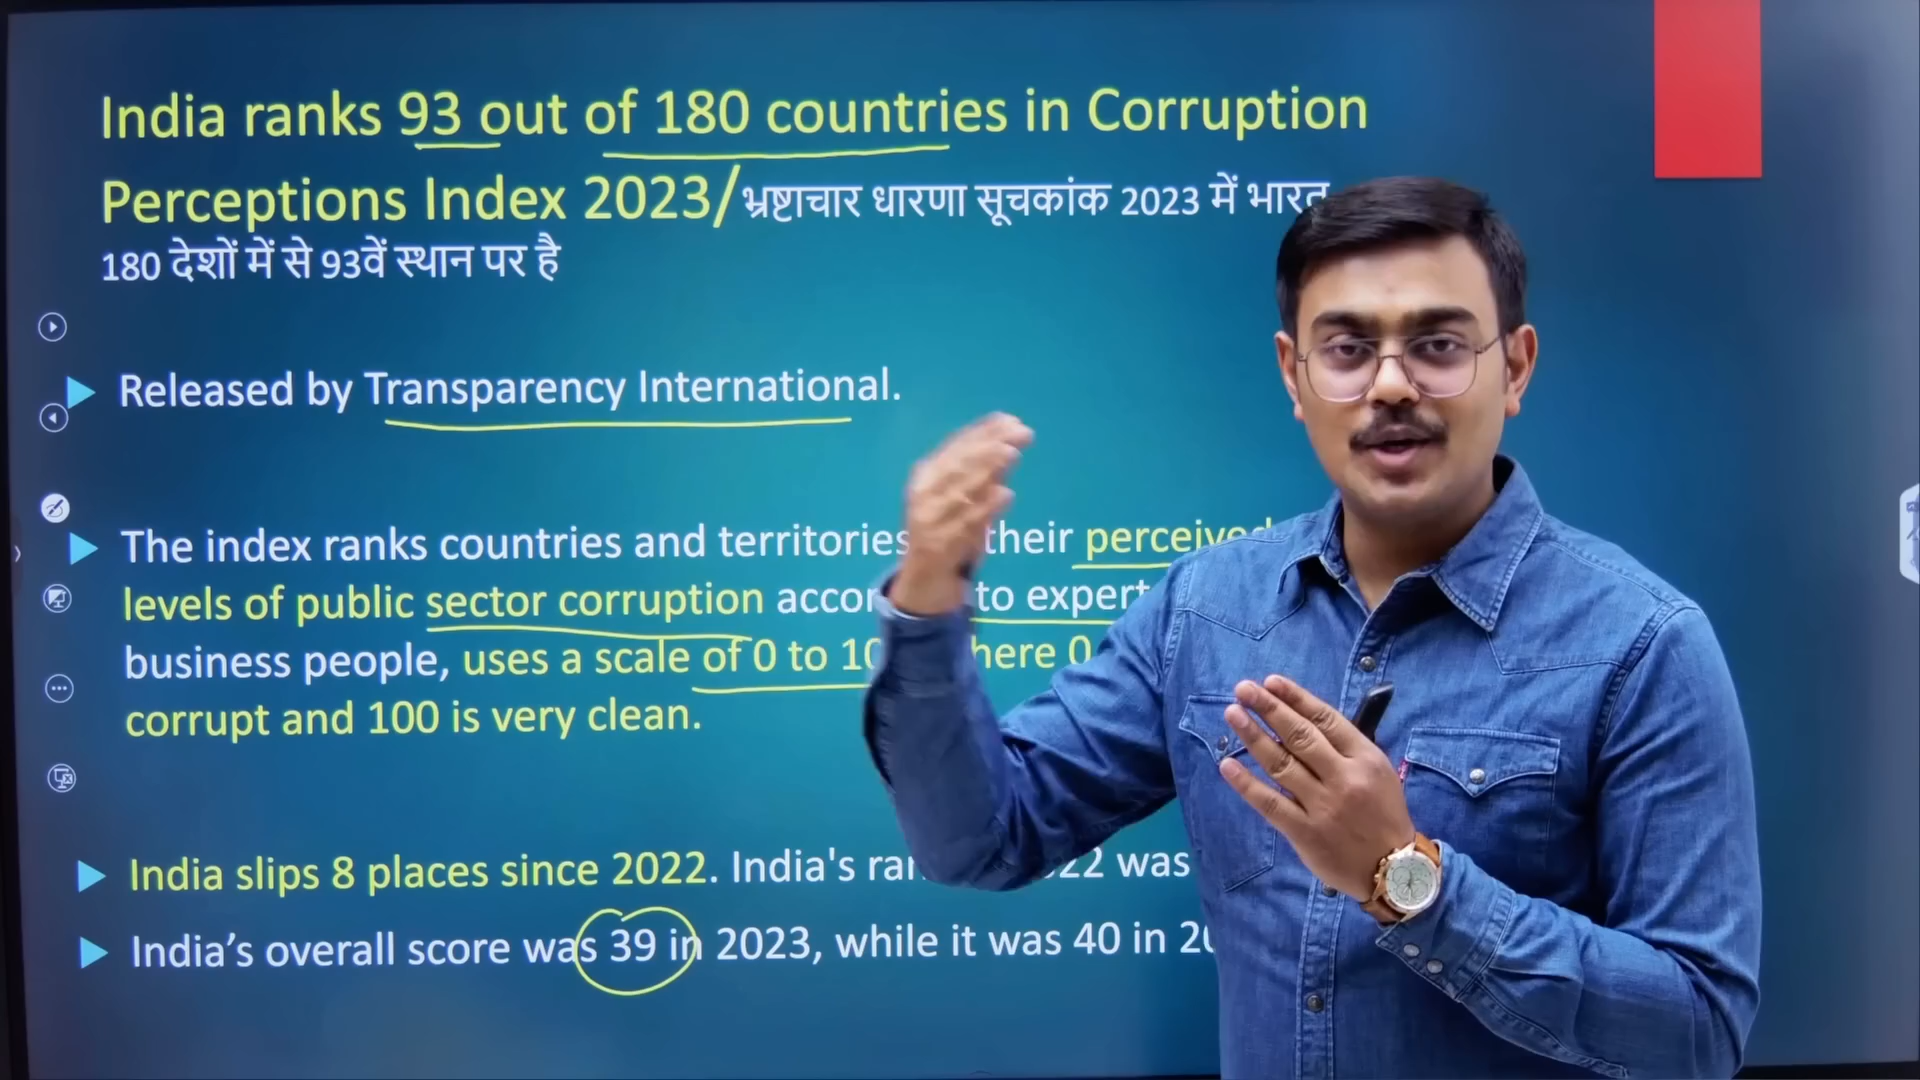 India ranks 93 out of 180 countries in Corruption
Perceptions Index 2023/भ्रष्टाचार धारणा सूचकांक 2023 में भारत
180 देशों में से 93वें स्थान पर है
Released by Transparency International.
The index ranks countries and territories their perceived
levels of public sector corruption to expert
business people, uses a scale of 0 to 0
corrupt and 100 is very clean.
India slips 8 places since 2022. India's was
India’s overall score was 39 in 2023, while it was 40 in